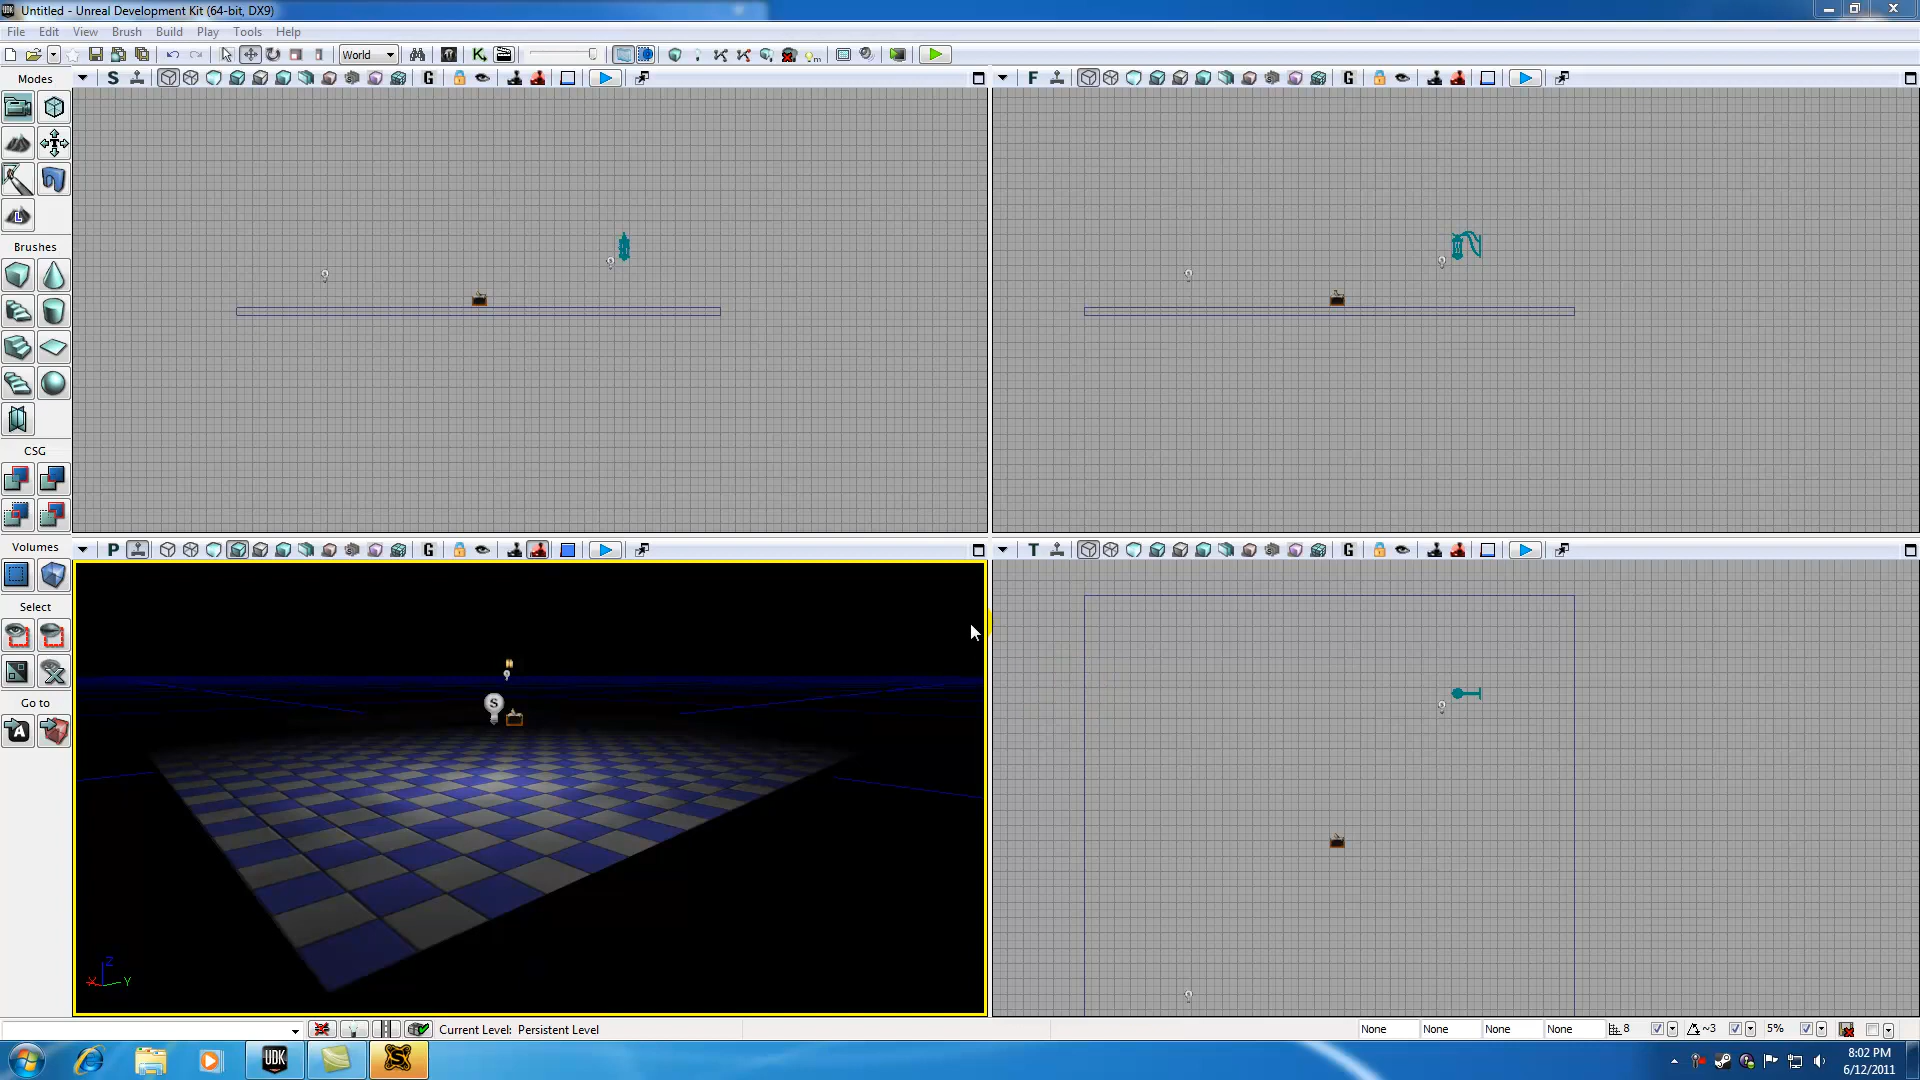 Untitled - Unreal Development Kit (64-bit, DX9)
File Edit View Brush Build Play Tools Help
World
Modes
S G
F G
L
Brushes
CSG
Volumes
Select
Go to
A
P G
T G
S
Z
X Y
Current Level: Persistent Level
None None None None 8 ~3 5%
UDK
8:02 PM
6/12/2011